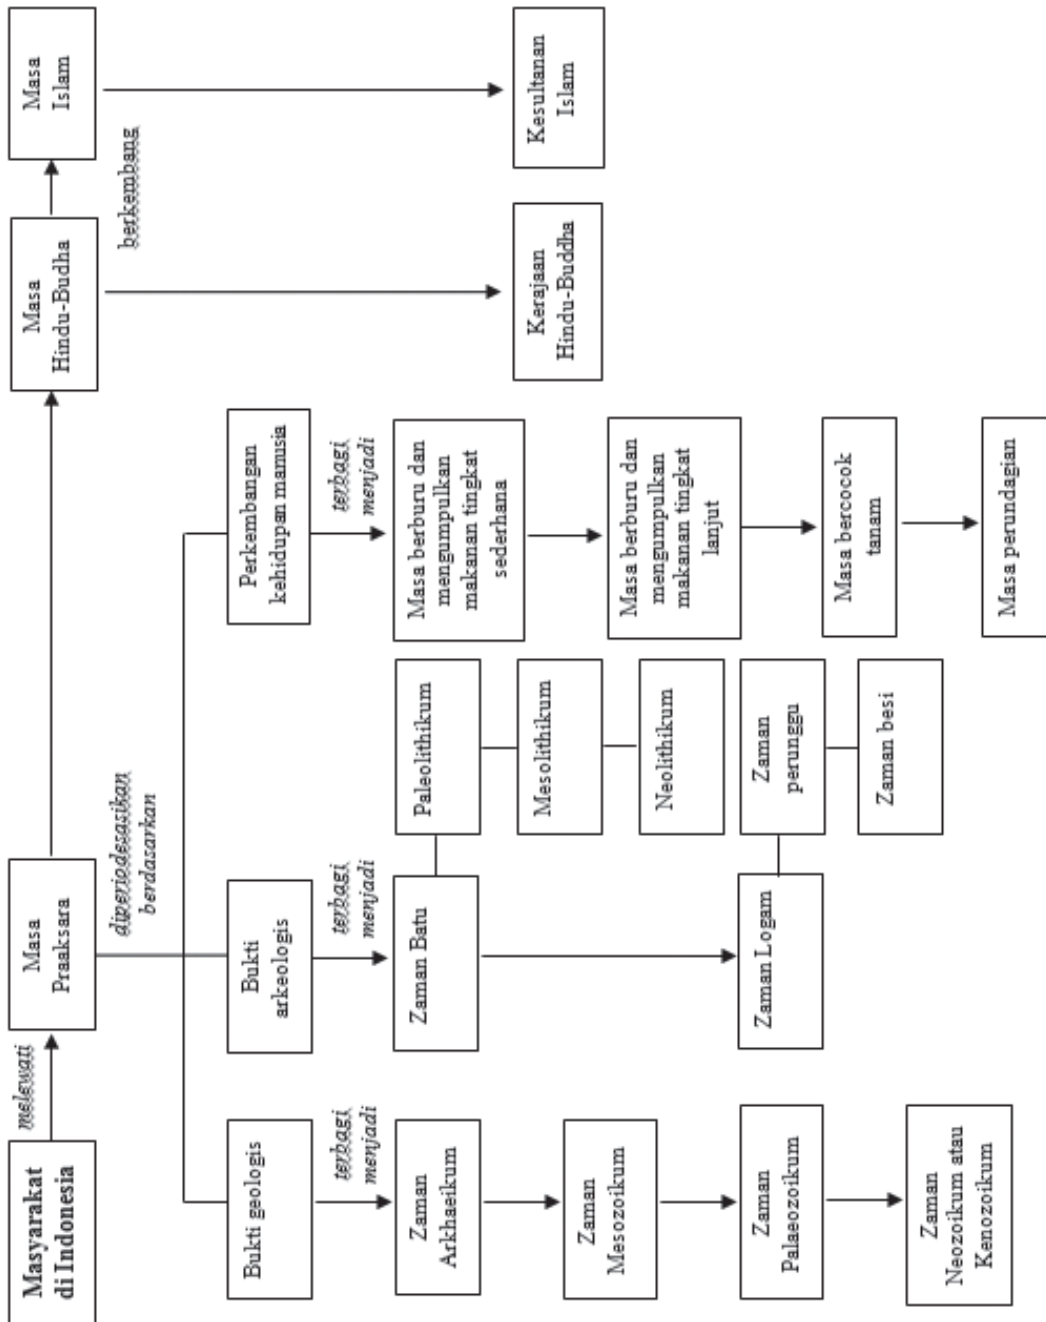 Masyarakat
di Indonesia
melewati
Masa
Praaksara
Masa
Hindu-Budha
berkembang
Masa
Islam
diperiodesasikan
berdasarkan
Bukti geologis
terbagi
menjadi
Zaman
Arkhaeikum
Zaman
Mesozoikum
Zaman
Palaeozoikum
Zaman
Neozoikum atau
Kenozoikum
Bukti
arkeologis
terbagi
menjadi
Zaman Batu
Paleolithikum
Mesolithikum
Neolithikum
Zaman Logam
Zaman
perunggu
Zaman besi
Perkembangan
kehidupan manusia
terbagi
menjadi
Masa berburu dan
mengumpulkan
makanan tingkat
sederhana
Masa berburu dan
mengumpulkan
makanan tingkat
lanjut
Masa bercocok
tanam
Masa perundagian
Kerajaan
Hindu-Buddha
Kesultanan
Islam